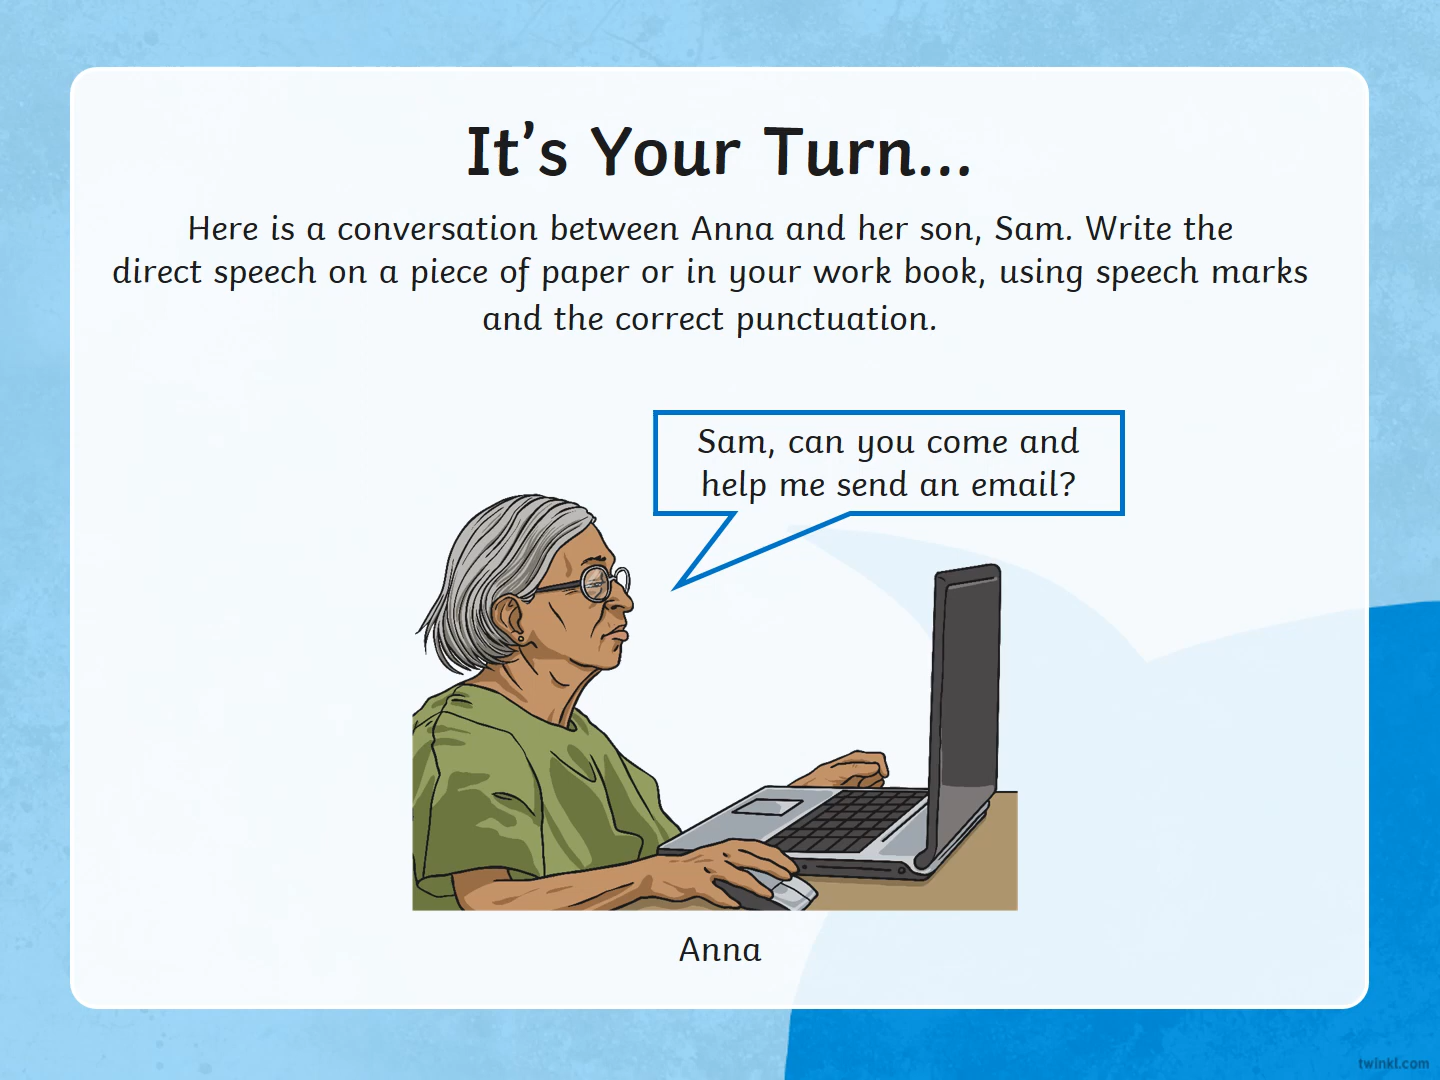 It’s Your Turn...
Here is a conversation between Anna and her son, Sam. Write the
direct speech on a piece of paper or in your work book, using speech marks
and the correct punctuation.
Sam, can you come and
help me send an email?
Anna
twinkl.com